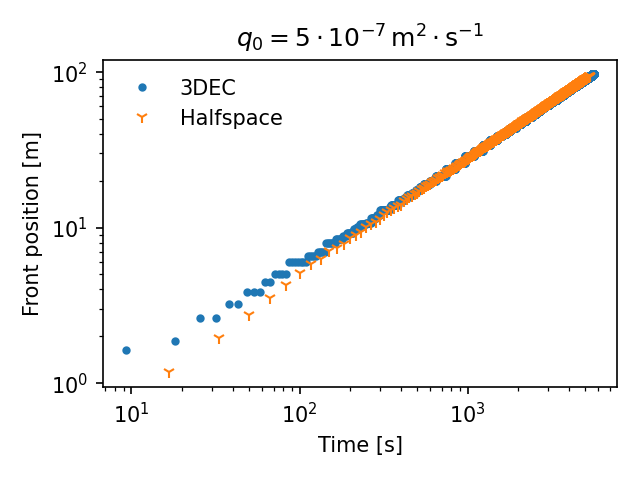 q₀ = 5 · 10⁻⁷ m² · s⁻¹
3DEC
Halfspace
Front position [m]
10²
10¹
10⁰
10¹ 10² 10³
Time [s]